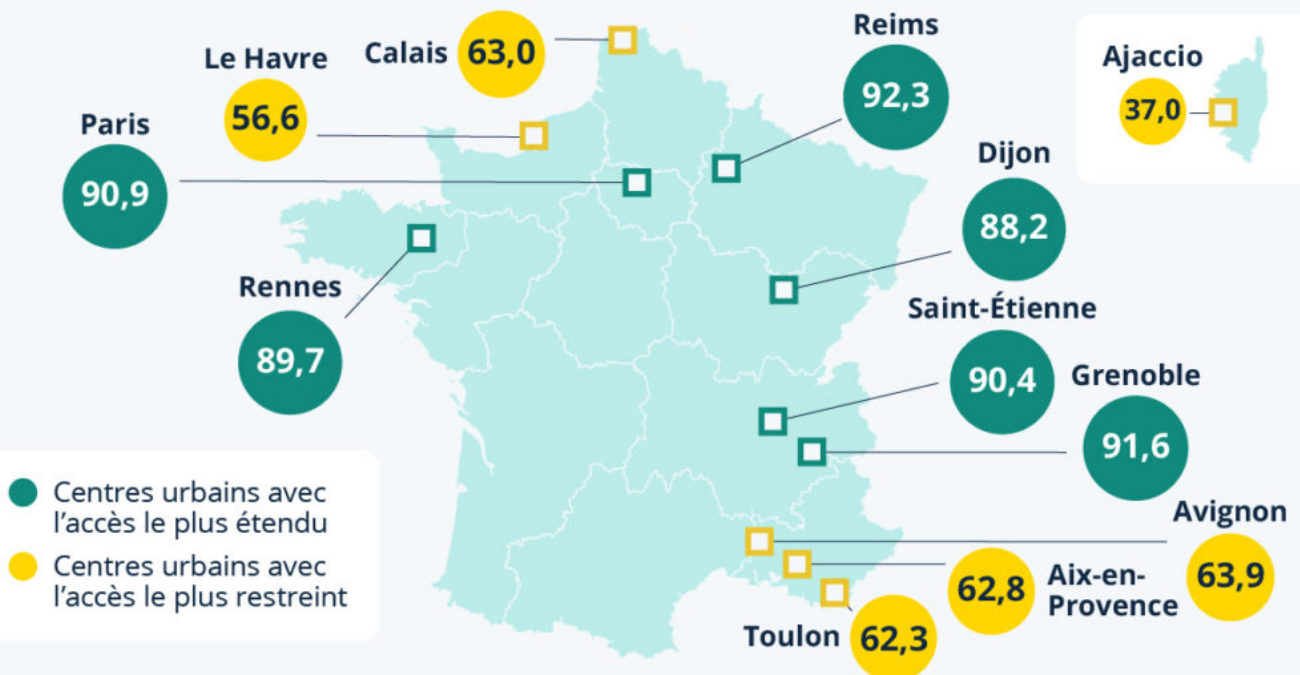 Le Havre
56,6
Calais
63,0
Reims
92,3
Ajaccio
37,0
Paris
90,9
Dijon
88,2
Rennes
89,7
Saint-Étienne
90,4
Grenoble
91,6
Centres urbains avec
l'accès le plus étendu
Centres urbains avec
l'accès le plus restreint
Avignon
63,9
62,8
Aix-en-
Provence
Toulon
62,3